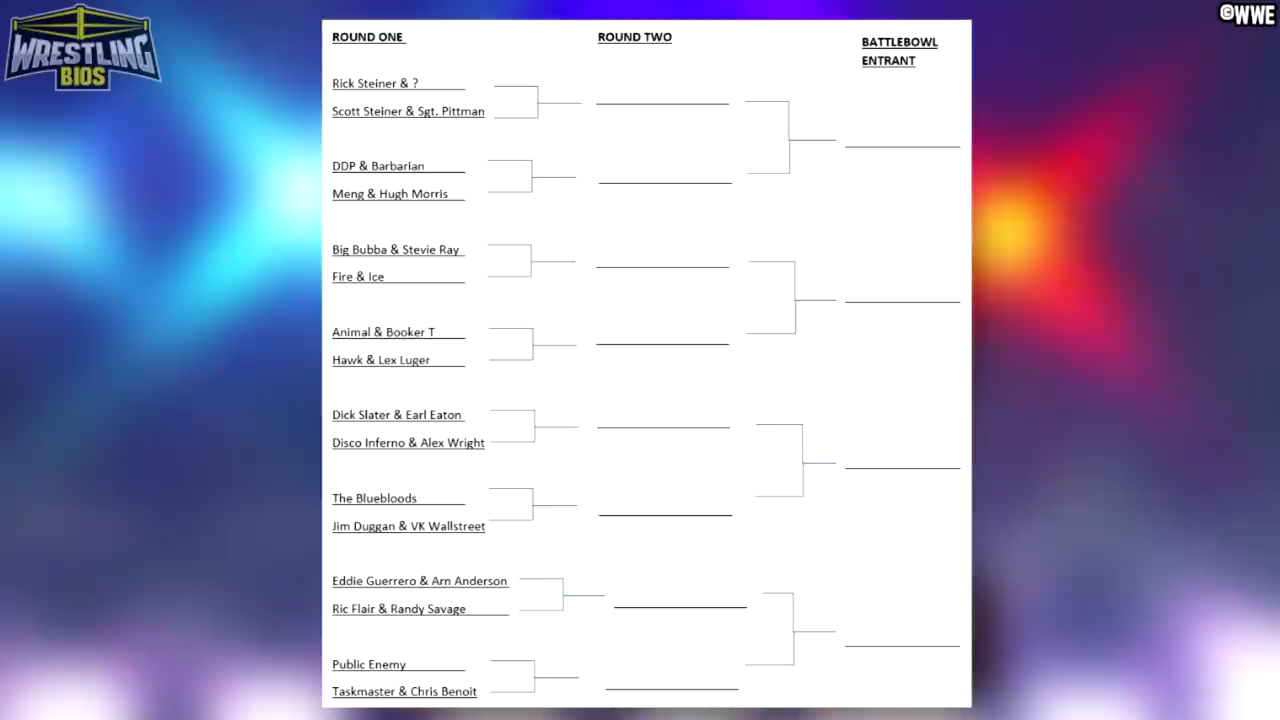 WRESTLING
BIOS
©WWE
ROUND ONE
ROUND TWO
BATTLEBOWL
ENTRANT
Rick Steiner & ?
Scott Steiner & Sgt. Pittman
DDP & Barbarian
Meng & Hugh Morris
Big Bubba & Stevie Ray
Fire & Ice
Animal & Booker T
Hawk & Lex Luger
Dick Slater & Earl Eaton
Disco Inferno & Alex Wright
The Bluebloods
Jim Duggan & VK Wallstreet
Eddie Guerrero & Arn Anderson
Ric Flair & Randy Savage
Public Enemy
Taskmaster & Chris Benoit